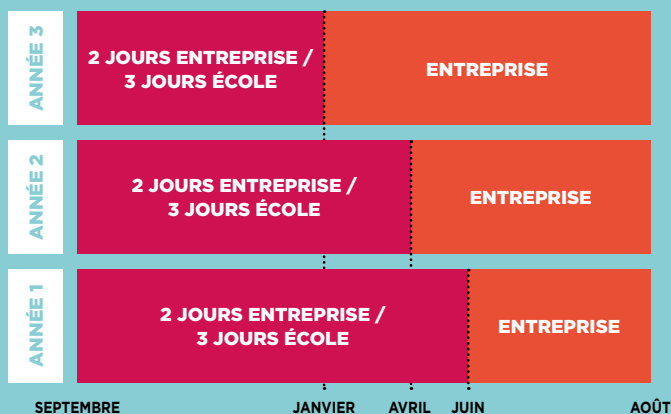 ANNÉE 3
2 JOURS ENTREPRISE /
3 JOURS ÉCOLE
ENTREPRISE
ANNÉE 2
2 JOURS ENTREPRISE /
3 JOURS ÉCOLE
ENTREPRISE
ANNÉE 1
2 JOURS ENTREPRISE /
3 JOURS ÉCOLE
ENTREPRISE
SEPTEMBRE JANVIER AVRIL JUIN AOÛT